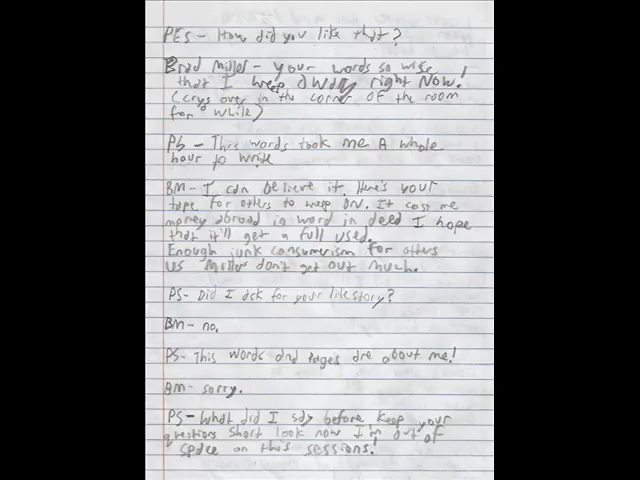 PES - How did you like that?
Brad Miller - your words so wise
that I weep away right now!
(crys over in the corner of the room
for a while)
PS - This words took me A whole
hour to write
BM - I can believe it. Here's your
tape for others to weep on. It cost me
money abroad in word in deed I hope
that it'll get a full used.
Enough junk consumerism for others
us Millers don't get out much.
PS - Did I ask for your life story?
BM - no.
PS - This words and pages are about me!
BM - sorry.
PS - What did I say before keep your
questions short look now I'm out of
space on this sessions!